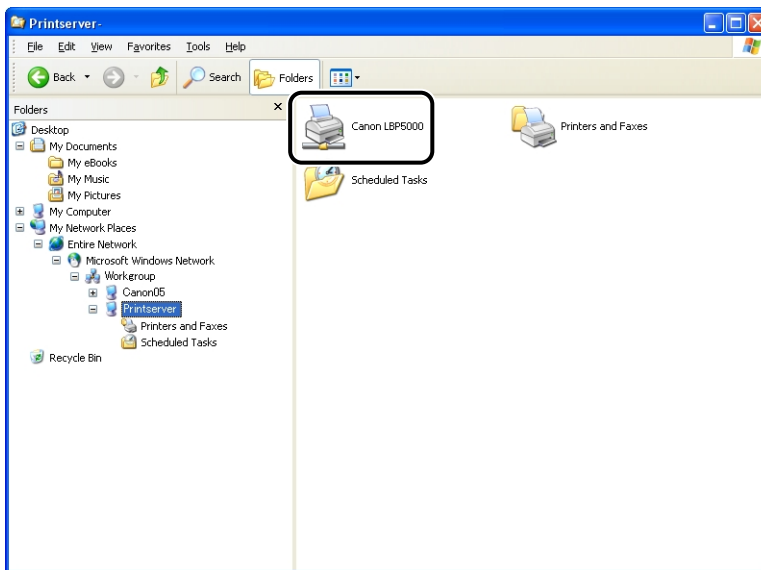 Printserver-
File Edit View Favorites Tools Help
Back Search Folders
Folders
Desktop
My Documents
My eBooks
My Music
My Pictures
My Computer
My Network Places
Entire Network
Microsoft Windows Network
Workgroup
Canon05
Printserver
Printers and Faxes
Scheduled Tasks
Recycle Bin
Canon LBP5000
Printers and Faxes
Scheduled Tasks